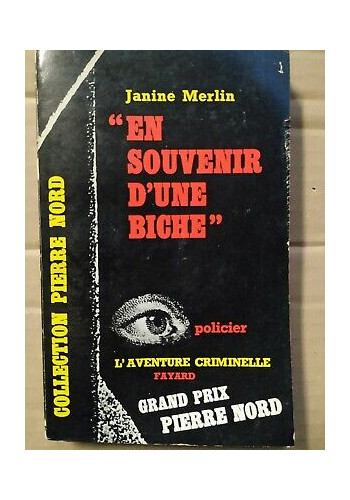 Janine Merlin
“EN
SOUVENIR
D'UNE
BICHE”
COLLECTION PIERRE NORD
policier
L'AVENTURE CRIMINELLE
FAYARD
GRAND PRIX
PIERRE NORD